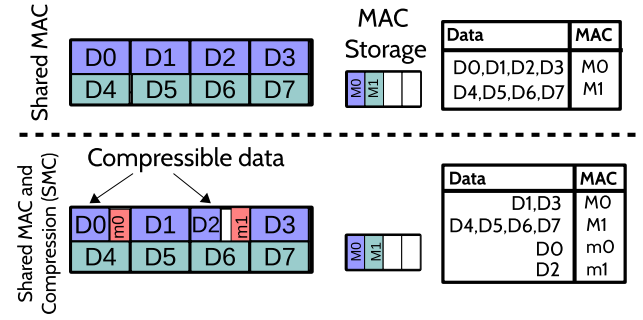 Shared MAC
D0 D1 D2 D3
D4 D5 D6 D7
MAC
Storage
M0 M1
Data MAC
D0,D1,D2,D3 M0
D4,D5,D6,D7 M1
Shared MAC and
Compression (SMC)
Compressible data
D0 m0 D1 D2 m1 D3
D4 D5 D6 D7
M0 M1
Data MAC
D1,D3 M0
D4,D5,D6,D7 M1
D0 m0
D2 m1